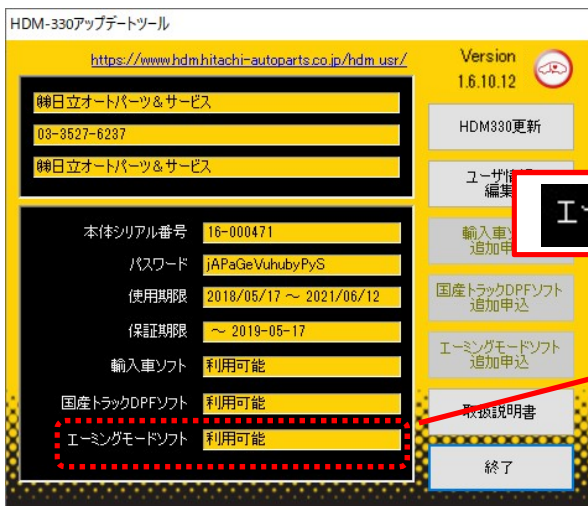 HDM-330アップデートツール
https://www.hdm.hitachi-autoparts.co.jp/hdm_usr/
Version
1.6.10.12
㈱日立オートパーツ&サービス
03-3527-6237
㈱日立オートパーツ&サービス
HDM330更新
ユーザ情報
編集
エー
本体シリアル番号 16-000471
パスワード jAPaGeVuhubyPyS
使用期限 2018/05/17 ～ 2021/06/12
保証期限 ～ 2019-05-17
輸入車ソフト 利用可能
国産トラックDPFソフト 利用可能
エーミングモードソフト 利用可能
輸入車
追加申
国産トラックDPFソフト
追加申込
エーミングモードソフト
追加申込
取扱説明書
終了